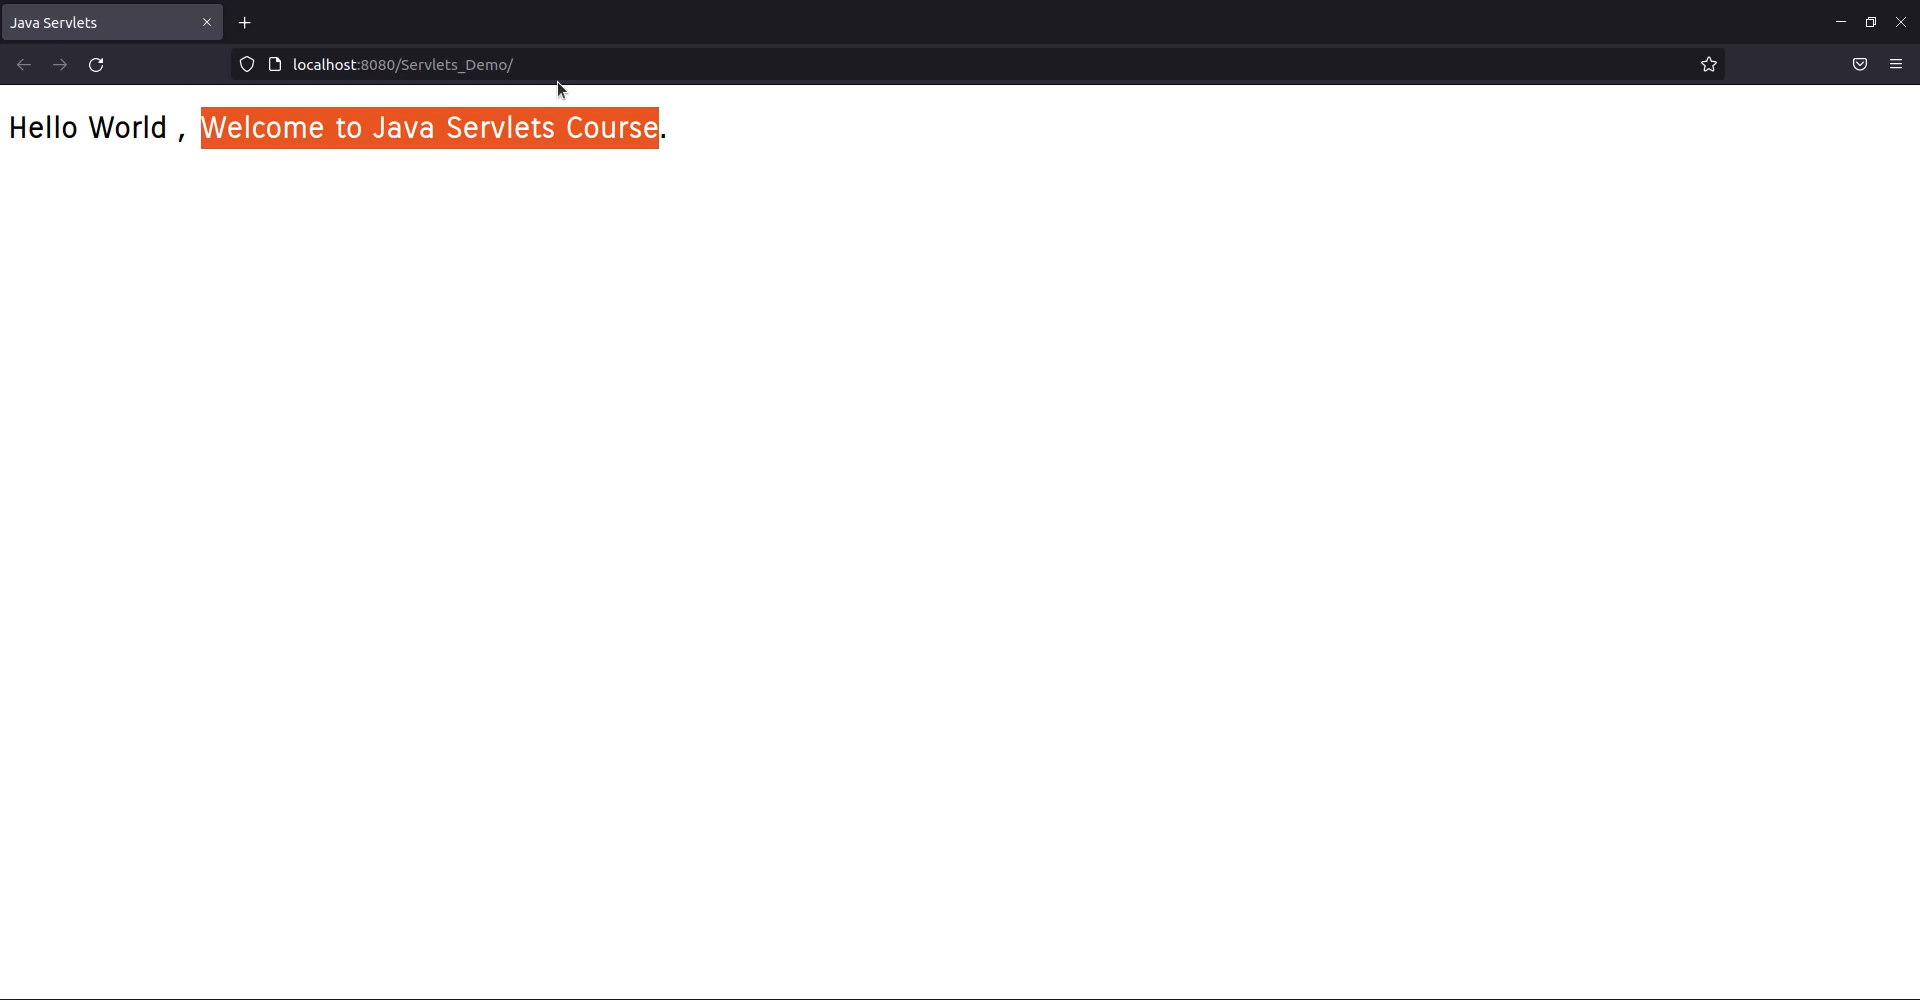 Java Servlets
localhost:8080/Servlets_Demo/
Hello World , Welcome to Java Servlets Course.